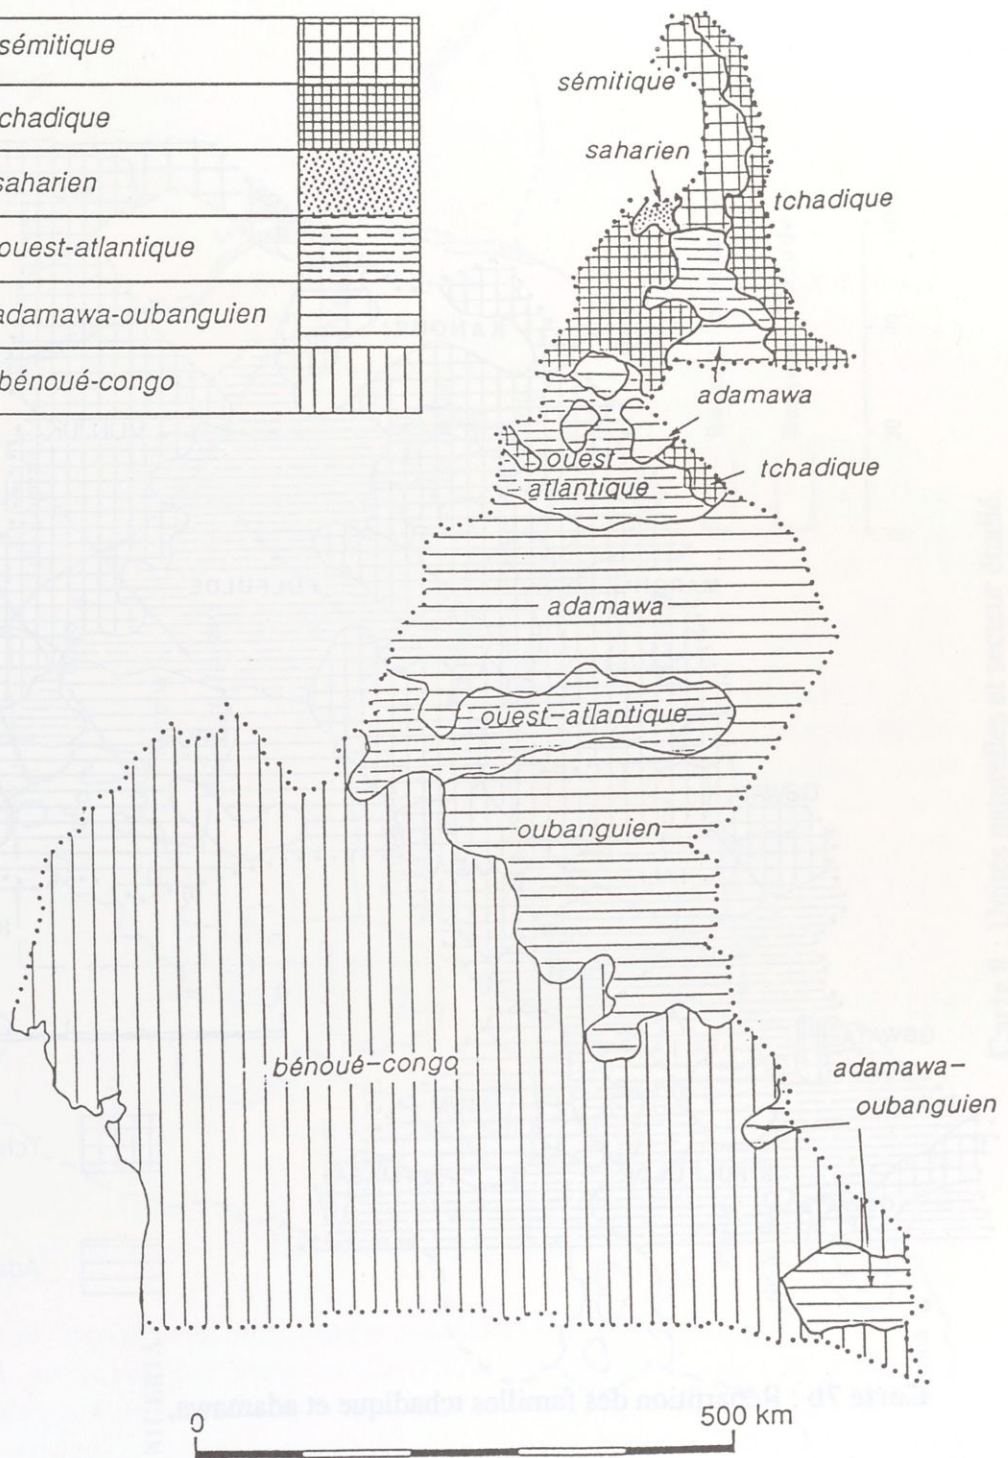 sémitique
tchadique
saharien
ouest-atlantique
adamawa-oubanguien
bénoué-congo
sémitique
saharien
tchadique
adamawa
tchadique
ouest
atlantique
adamawa
ouest-atlantique
oubanguien
bénoué-congo
adamawa-
oubanguien
0 500 km